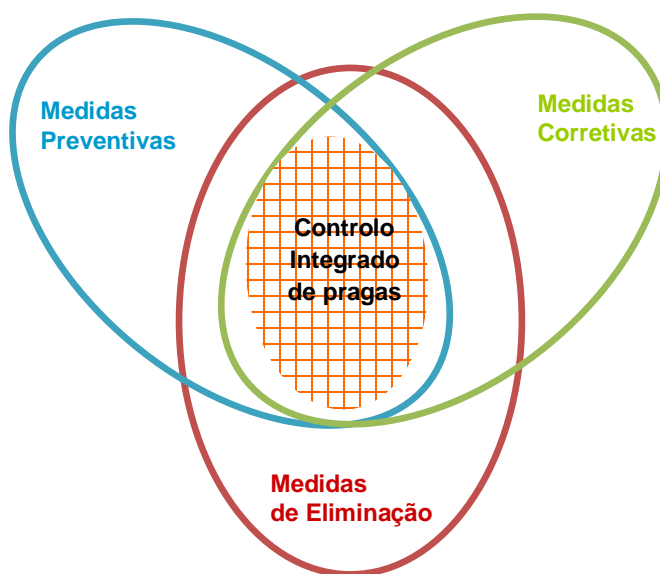 Medidas
Preventivas
Medidas
Corretivas
Controlo
Integrado
de pragas
Medidas
de Eliminação